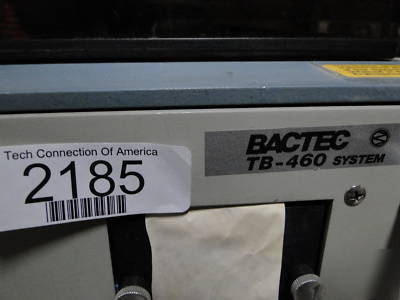 Tech Connection Of America
2185
BACTEC
TB-460 SYSTEM